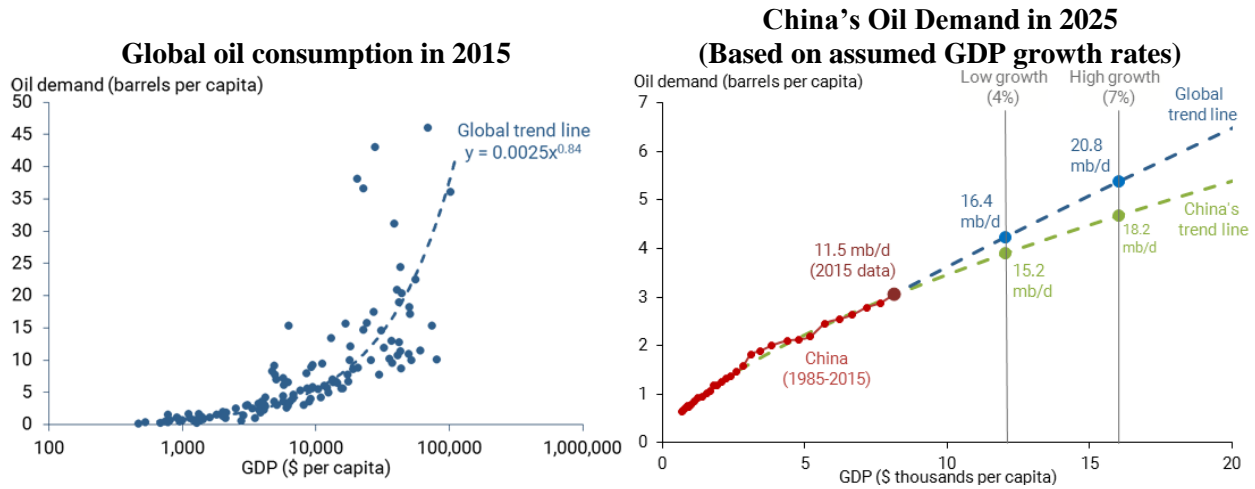 Global oil consumption in 2015
Oil demand (barrels per capita)
50
45
40
35
30
25
20
15
10
5
0
Global trend line
y = 0.0025x^0.84
100
1,000
10,000
100,000
1,000,000
GDP ($ per capita)
China’s Oil Demand in 2025
(Based on assumed GDP growth rates)
Oil demand (barrels per capita)
Low growth
(4%)
High growth
(7%)
7
6
5
4
3
2
1
0
Global
trend line
20.8
mb/d
16.4
mb/d
China's
trend line
18.2
mb/d
11.5 mb/d
(2015 data)
15.2
mb/d
China
(1985-2015)
0
5
10
15
20
GDP ($ thousands per capita)